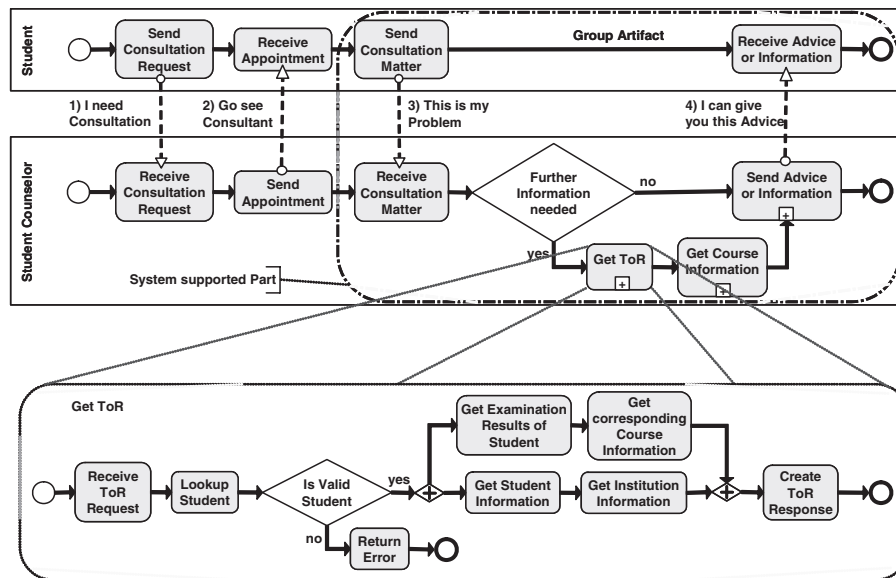 Student
Send
Consultation
Request
Receive
Appointment
Send
Consultation
Matter
Group Artifact
Receive Advice
or Information
1) I need
Consultation
2) Go see
Consultant
3) This is my
Problem
4) I can give
you this Advice
Student Counselor
Receive
Consultation
Request
Send
Appointment
Receive
Consultation
Matter
Further
Information
needed
no
Send Advice
or Information
yes
Get ToR
Get Course
Information
System supported Part
Get ToR
Receive
ToR
Request
Lookup
Student
Is Valid
Student
yes
no
Return
Error
Get Examination
Results of
Student
Get
corresponding
Course
Information
Get Student
Information
Get Institution
Information
Create
ToR
Response